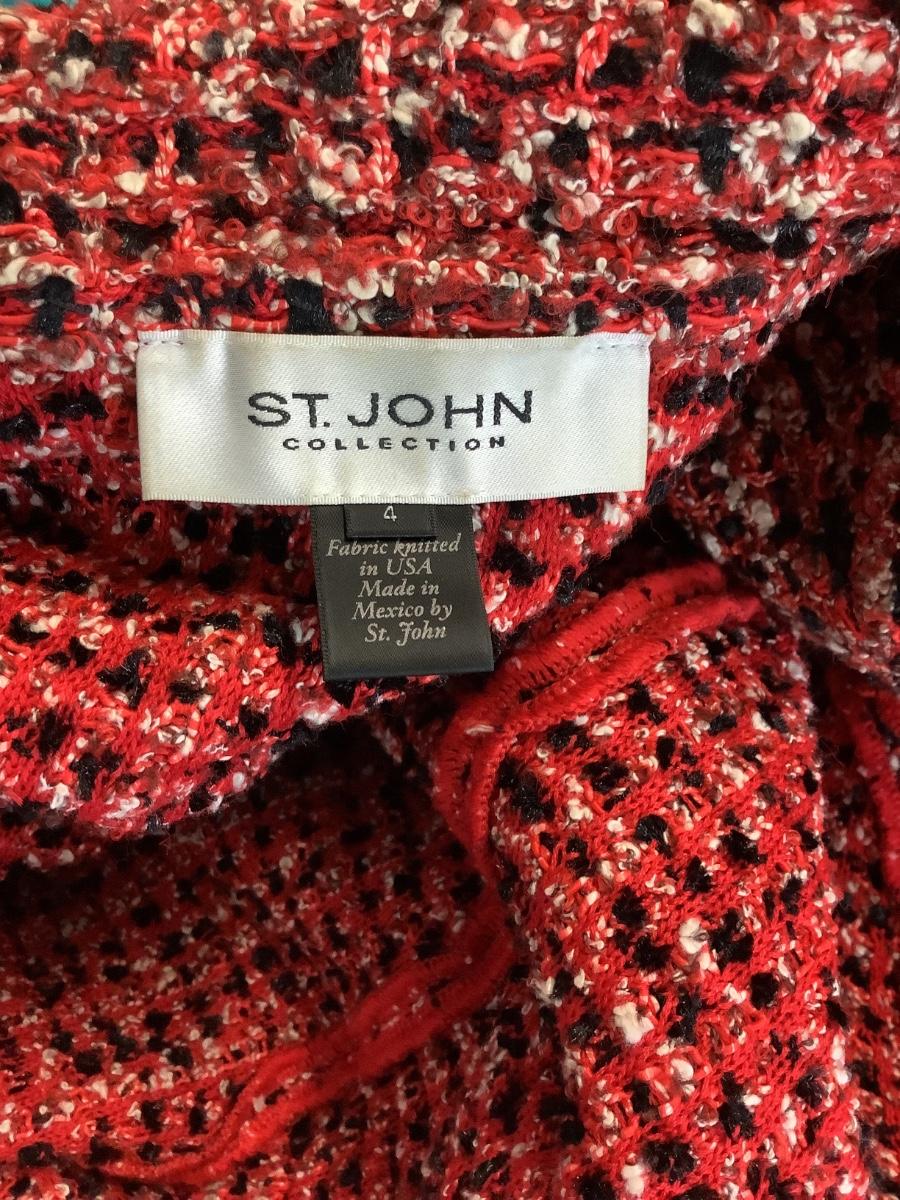 ST. JOHN
COLLECTION
4
Fabric knitted
in USA
Made in
Mexico by
St. John